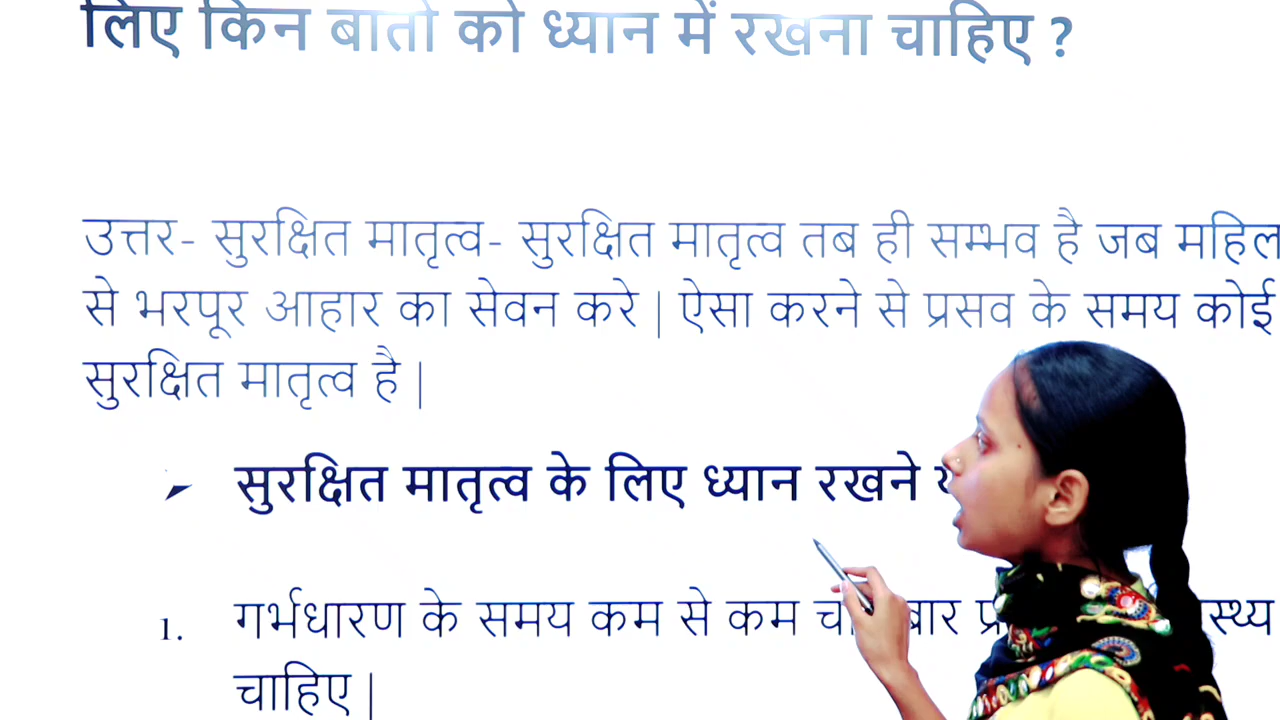 लिए किन बातो को ध्यान में रखना चाहिए ?
उत्तर- सुरक्षित मातृत्व- सुरक्षित मातृत्व तब ही सम्भव है जब
से भरपूर आहार का सेवन करे | ऐसा करने से प्रसव के समय कोई
सुरक्षित मातृत्व है |
➤ सुरक्षित मातृत्व के लिए ध्यान रखने
1. गर्भधारण के समय कम से कम बार
चाहिए |